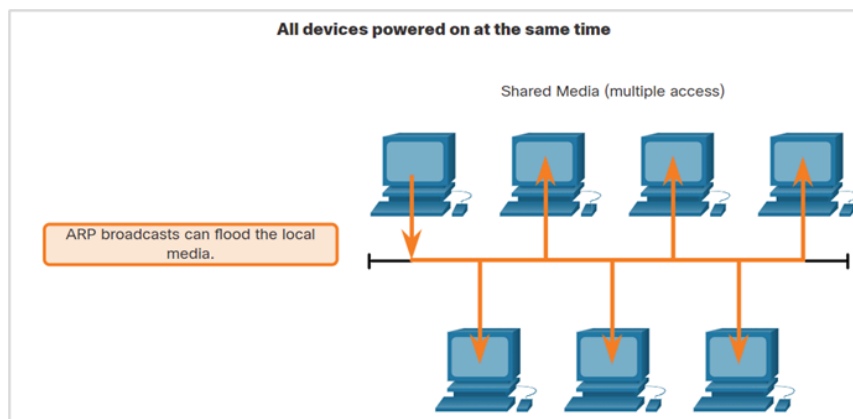 All devices powered on at the same time
Shared Media (multiple access)
ARP broadcasts can flood the local
media.